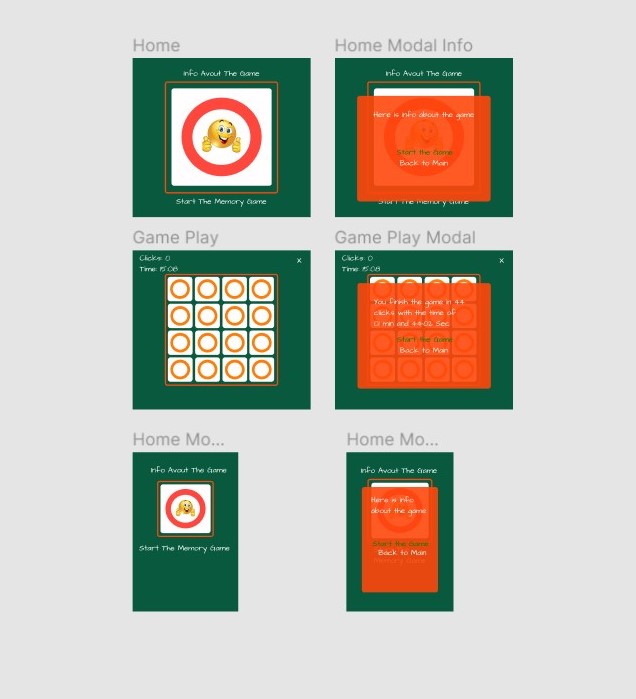 Home
Info Avout The Game
Start The Memory Game
Home Modal Info
Info Avout The Game
Here is info about the game
Start the Game
Back to Main
Start The Memory Game
Game Play
Clicks: 0
Time: 15:08
x
Game Play Modal
Clicks: 0
Time: 15:08
x
You finish the game in 44
clicks with the time of
01 min and 44:02 Sec.
Start the Game
Back to Main
Home Mo...
Info Avout The Game
Start The Memory Game
Home Mo...
Info Avout The Game
Here is info
about the game
Start the Game
Back to Main
Memory Game